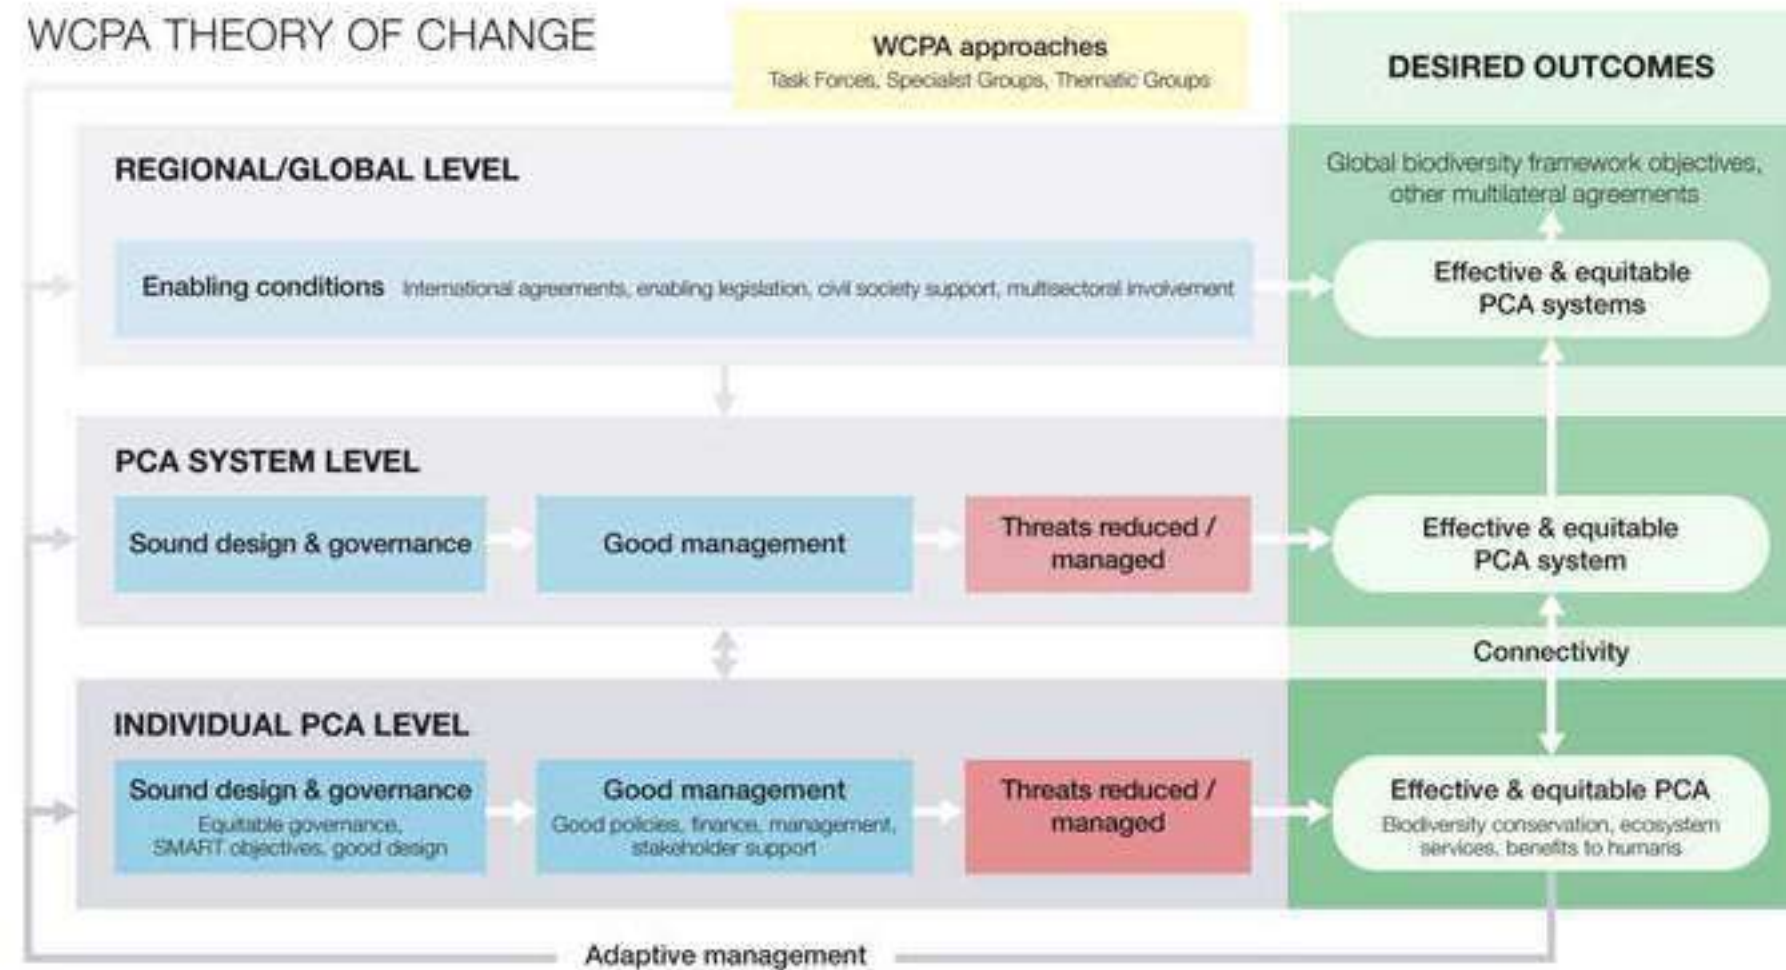 WCPA THEORY OF CHANGE
WCPA approaches
Task Forces, Specialist Groups, Thematic Groups
DESIRED OUTCOMES
REGIONAL/GLOBAL LEVEL
Global biodiversity framework objectives,
other multilateral agreements
Enabling conditions International agreements, enabling legislation, civil society support, multisectoral involvement
Effective & equitable
PCA systems
PCA SYSTEM LEVEL
Sound design & governance
Good management
Threats reduced /
managed
Effective & equitable
PCA system
Connectivity
INDIVIDUAL PCA LEVEL
Sound design & governance
Equitable governance,
SMART objectives, good design
Good management
Good policies, finance, management,
stakeholder support
Threats reduced /
managed
Effective & equitable PCA
Biodiversity conservation, ecosystem
services, benefits to humans
Adaptive management